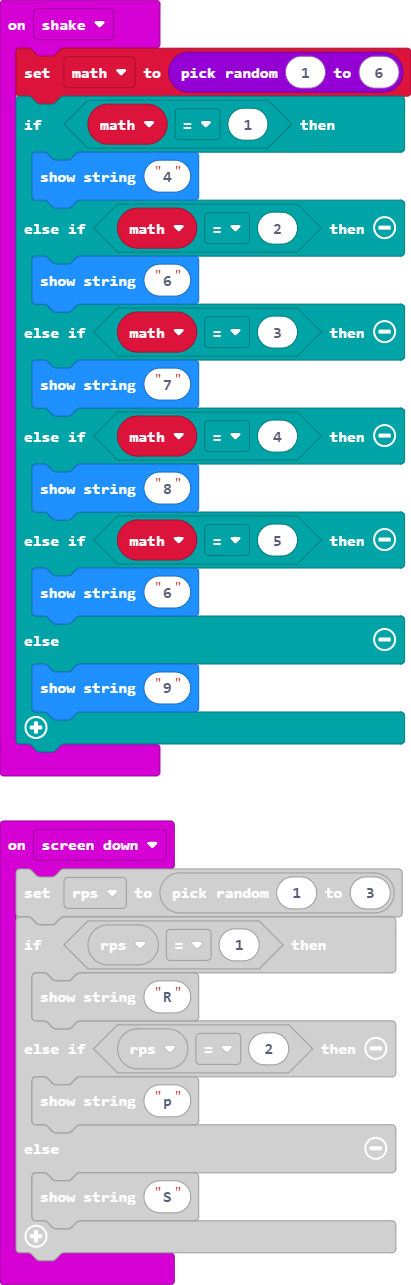 on shake
set math to pick random 1 to 6
if math = 1 then
show string "4"
else if math = 2 then
show string "6"
else if math = 3 then
show string "7"
else if math = 4 then
show string "8"
else if math = 5 then
show string "6"
else
show string "9"
on screen down
set rps to pick random 1 to 3
if rps = 1 then
show string "R"
else if rps = 2 then
show string "p"
else
show string "S"